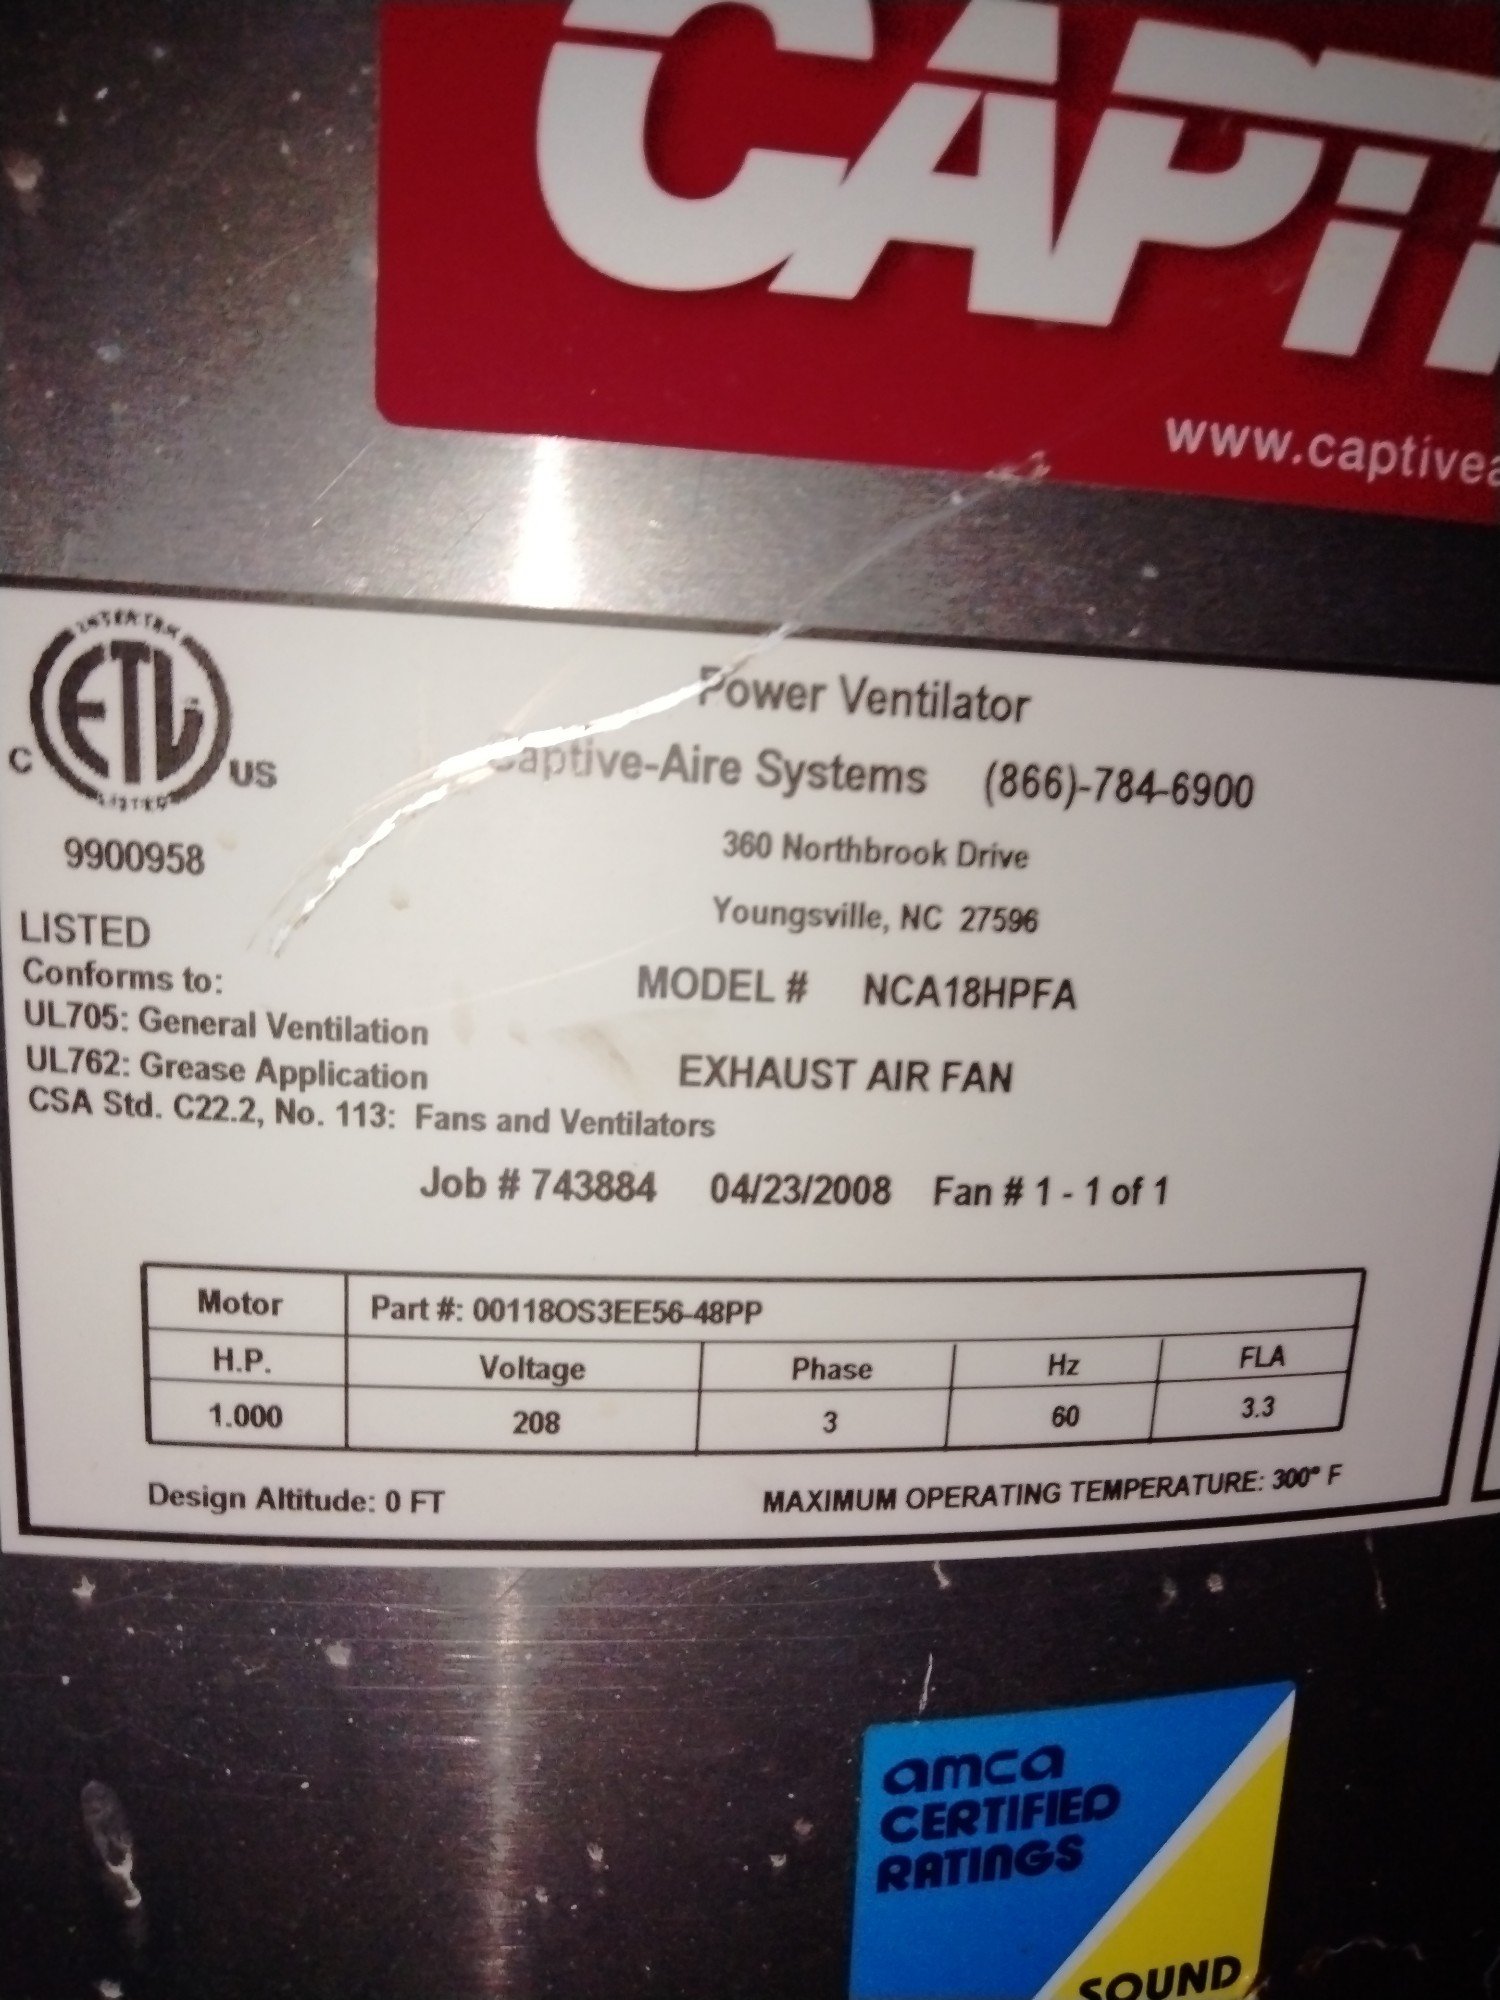 CAPTI
www.captivea
INTERTEK
ETL
LISTED
C US
9900958
LISTED
Conforms to:
UL705: General Ventilation
UL762: Grease Application
CSA Std. C22.2, No. 113: Fans and Ventilators
Power Ventilator
Captive-Aire Systems (866)-784-6900
360 Northbrook Drive
Youngsville, NC 27596
MODEL # NCA18HPFA
EXHAUST AIR FAN
Job # 743884 04/23/2008 Fan # 1 - 1 of 1
Motor Part #: 00118OS3EE56-48PP
H.P. Voltage Phase Hz FLA
1.000 208 3 60 3.3
Design Altitude: 0 FT MAXIMUM OPERATING TEMPERATURE: 300° F
amca
CERTIFIED
RATINGS
SOUND